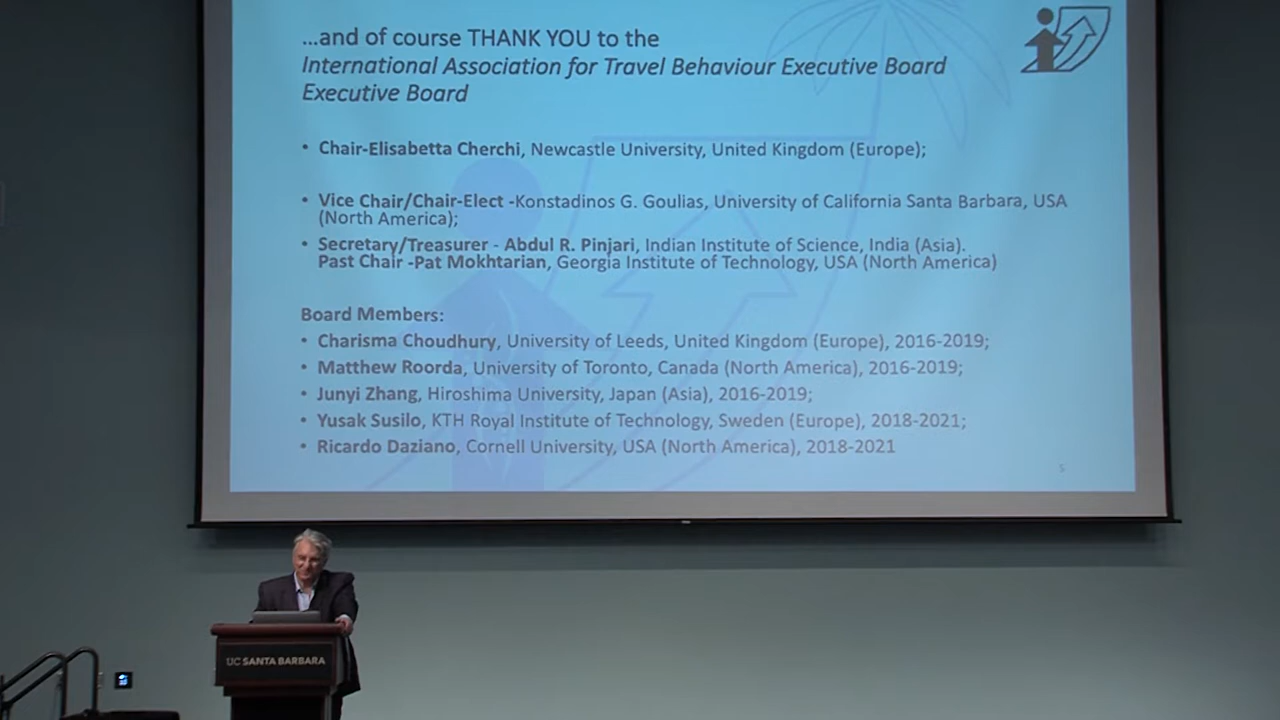 ...and of course THANK YOU to the
International Association for Travel Behaviour Executive Board
Executive Board
• Chair-Elisabetta Cherchi, Newcastle University, United Kingdom (Europe);
• Vice Chair/Chair-Elect -Konstadinos G. Goulias, University of California Santa Barbara, USA
(North America);
• Secretary/Treasurer - Abdul R. Pinjari, Indian Institute of Science, India (Asia).
Past Chair -Pat Mokhtarian, Georgia Institute of Technology, USA (North America)
Board Members:
• Charisma Choudhury, University of Leeds, United Kingdom (Europe), 2016-2019;
• Matthew Roorda, University of Toronto, Canada (North America), 2016-2019;
• Junyi Zhang, Hiroshima University, Japan (Asia), 2016-2019;
• Yusak Susilo, KTH Royal Institute of Technology, Sweden (Europe), 2018-2021;
• Ricardo Daziano, Cornell University, USA (North America), 2018-2021
5
UC SANTA BARBARA